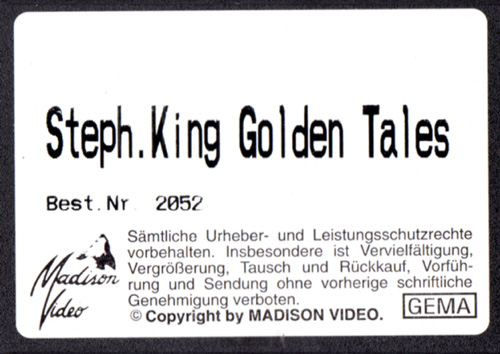 Steph.King Golden Tales
Best.Nr. 2052
Madison
Video
Sämtliche Urheber- und Leistungsschutzrechte
vorbehalten. Insbesondere ist Vervielfältigung,
Vergrößerung, Tausch und Rückkauf, Vorfüh-
rung und Sendung ohne vorherige schriftliche
Genehmigung verboten.
© Copyright by MADISON VIDEO.
GEMA